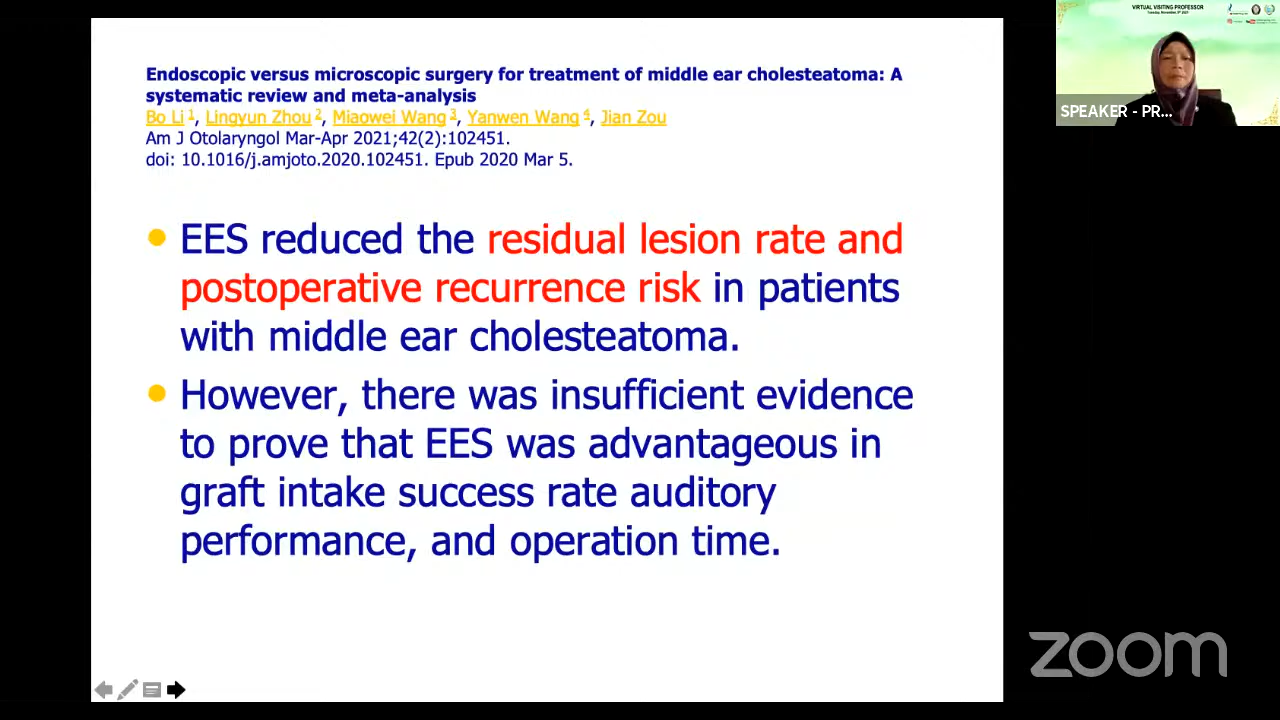 Endoscopic versus microscopic surgery for treatment of middle ear cholesteatoma: A
systematic review and meta-analysis
Bo Li 1, Lingyun Zhou 2, Miaowei Wang 3, Yanwen Wang 4, Jian Zou
Am J Otolaryngol Mar-Apr 2021;42(2):102451.
doi: 10.1016/j.amjoto.2020.102451. Epub 2020 Mar 5.
• EES reduced the residual lesion rate and
postoperative recurrence risk in patients
with middle ear cholesteatoma.
• However, there was insufficient evidence
to prove that EES was advantageous in
graft intake success rate auditory
performance, and operation time.
VIRTUAL VISITING PROFESSOR
SPEAKER - PR...
zoom